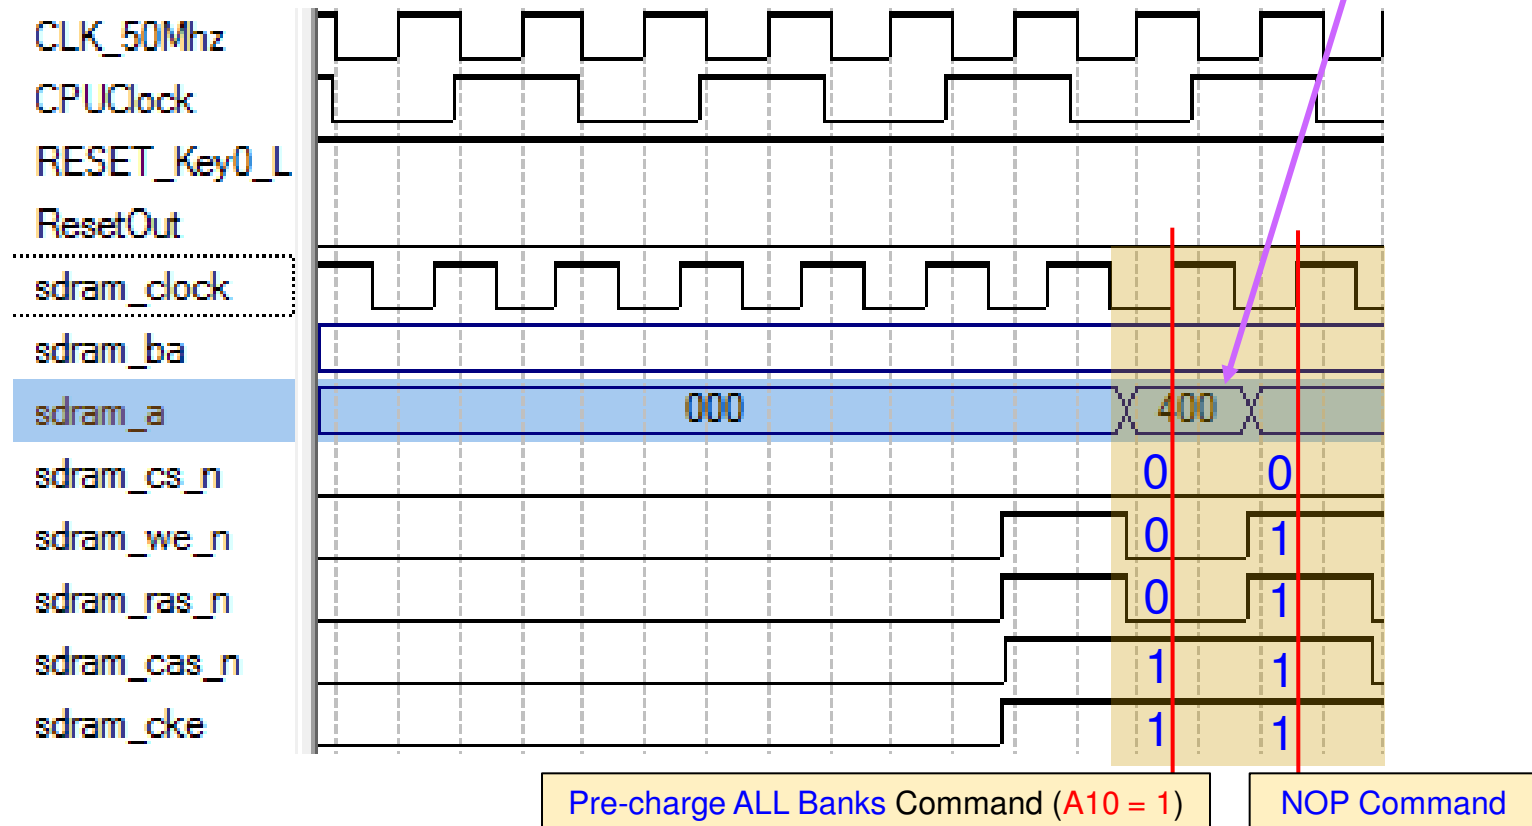 CLK_50Mhz
CPUClock
RESET_Key0_L
ResetOut
sdram_clock
sdram_ba
sdram_a 000 400
sdram_cs_n 0 0
sdram_we_n 0 1
sdram_ras_n 0 1
sdram_cas_n 1 1
sdram_cke 1 1
Pre-charge ALL Banks Command (A10 = 1) NOP Command